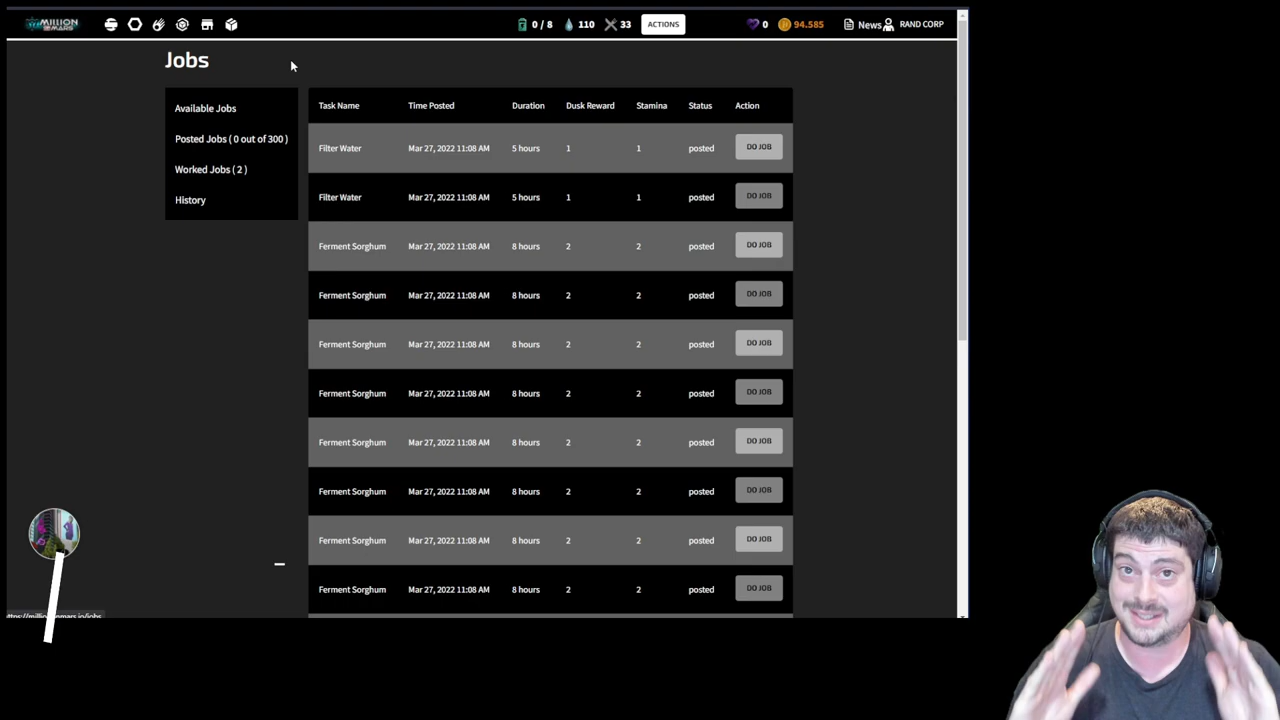 MILLION ON MARS
0 / 8 110 33 ACTIONS 0 94.585 News RAND CORP
Jobs
Available Jobs
Posted Jobs ( 0 out of 300 )
Worked Jobs ( 2 )
History
Task Name Time Posted Duration Dusk Reward Stamina Status Action
Filter Water Mar 27, 2022 11:08 AM 5 hours 1 1 posted DO JOB
Filter Water Mar 27, 2022 11:08 AM 5 hours 1 1 posted DO JOB
Ferment Sorghum Mar 27, 2022 11:08 AM 8 hours 2 2 posted DO JOB
Ferment Sorghum Mar 27, 2022 11:08 AM 8 hours 2 2 posted DO JOB
Ferment Sorghum Mar 27, 2022 11:08 AM 8 hours 2 2 posted DO JOB
Ferment Sorghum Mar 27, 2022 11:08 AM 8 hours 2 2 posted DO JOB
Ferment Sorghum Mar 27, 2022 11:08 AM 8 hours 2 2 posted DO JOB
Ferment Sorghum Mar 27, 2022 11:08 AM 8 hours 2 2 posted DO JOB
Ferment Sorghum Mar 27, 2022 11:08 AM 8 hours 2 2 posted DO JOB
Ferment Sorghum Mar 27, 2022 11:08 AM 8 hours 2 2 posted DO JOB